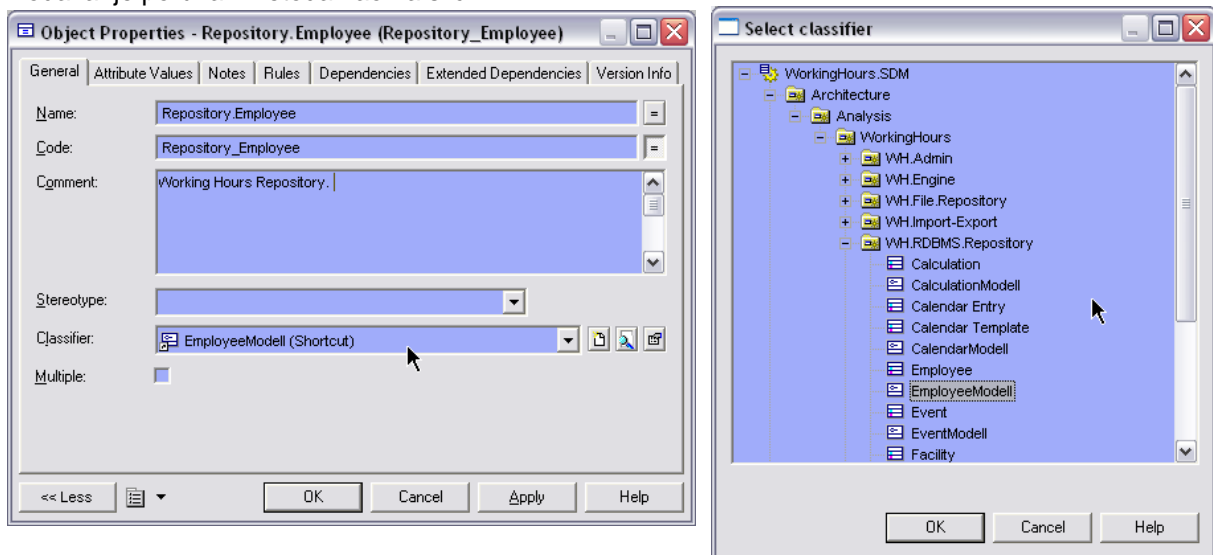 Object Properties - Repository.Employee (Repository_Employee)
General Attribute Values Notes Rules Dependencies Extended Dependencies Version Info
Name: Repository.Employee =
Code: Repository_Employee =
Comment: Working Hours Repository.
Stereotype:
Classifier: EmployeeModell (Shortcut)
Multiple:
<< Less OK Cancel Apply Help
Select classifier
WorkingHours.SDM
Architecture
Analysis
WorkingHours
WH.Admin
WH.Engine
WH.File.Repository
WH.Import-Export
WH.RDBMS.Repository
Calculation
CalculationModell
Calendar Entry
Calendar Template
CalendarModell
Employee
EmployeeModell
Event
EventModell
Facility
OK Cancel Help